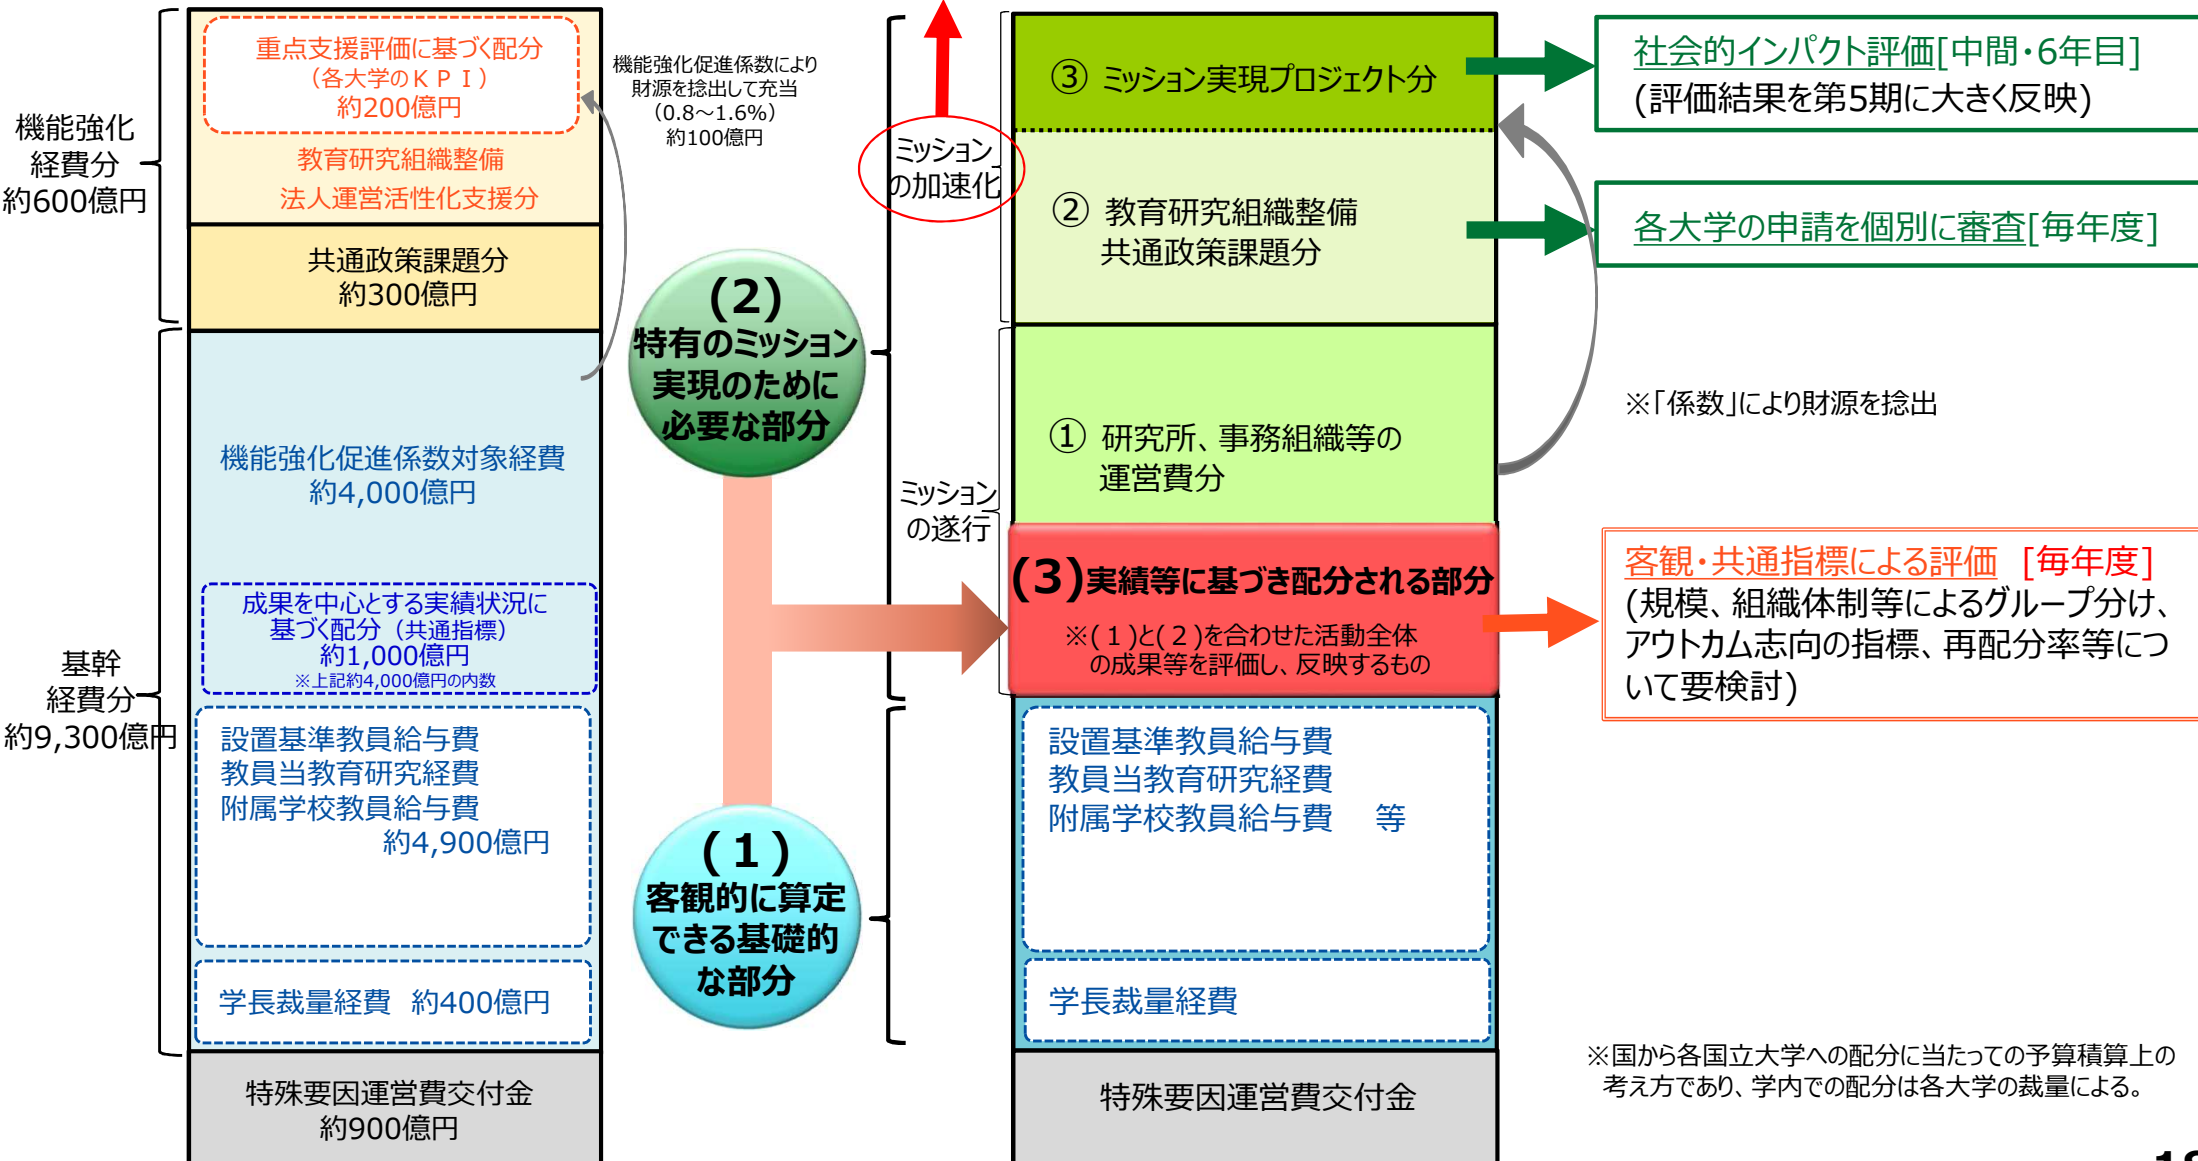 機能強化
経費分
約600億円
基幹
経費分
約9,300億円
重点支援評価に基づく配分
（各大学のＫＰＩ）
約200億円
教育研究組織整備
法人運営活性化支援分
共通政策課題分
約300億円
機能強化促進係数対象経費
約4,000億円
成果を中心とする実績状況に
基づく配分（共通指標）
約1,000億円
※上記約4,000億円の内数
設置基準教員給与費
教員当教育研究経費
附属学校教員給与費
約4,900億円
学長裁量経費 約400億円
特殊要因運営費交付金
約900億円
機能強化促進係数により
財源を捻出して充当
（0.8～1.6%）
約100億円
(2)
特有のミッション
実現のために
必要な部分
(１)
客観的に算定
できる基礎的
な部分
ミッション
の加速化
ミッション
の遂行
③ ミッション実現プロジェクト分
② 教育研究組織整備
共通政策課題分
① 研究所、事務組織等の
運営費分
(3)実績等に基づき配分される部分
※(１)と(２)を合わせた活動全体
の成果等を評価し、反映するもの
設置基準教員給与費
教員当教育研究経費
附属学校教員給与費 等
学長裁量経費
特殊要因運営費交付金
社会的インパクト評価[中間・6年目]
(評価結果を第5期に大きく反映)
各大学の申請を個別に審査[毎年度]
※「係数」により財源を捻出
客観・共通指標による評価 [毎年度]
(規模、組織体制等によるグループ分け、
アウトカム志向の指標、再配分率等につ
いて要検討)
※国から各国立大学への配分に当たっての予算積算上の
考え方であり、学内での配分は各大学の裁量による。